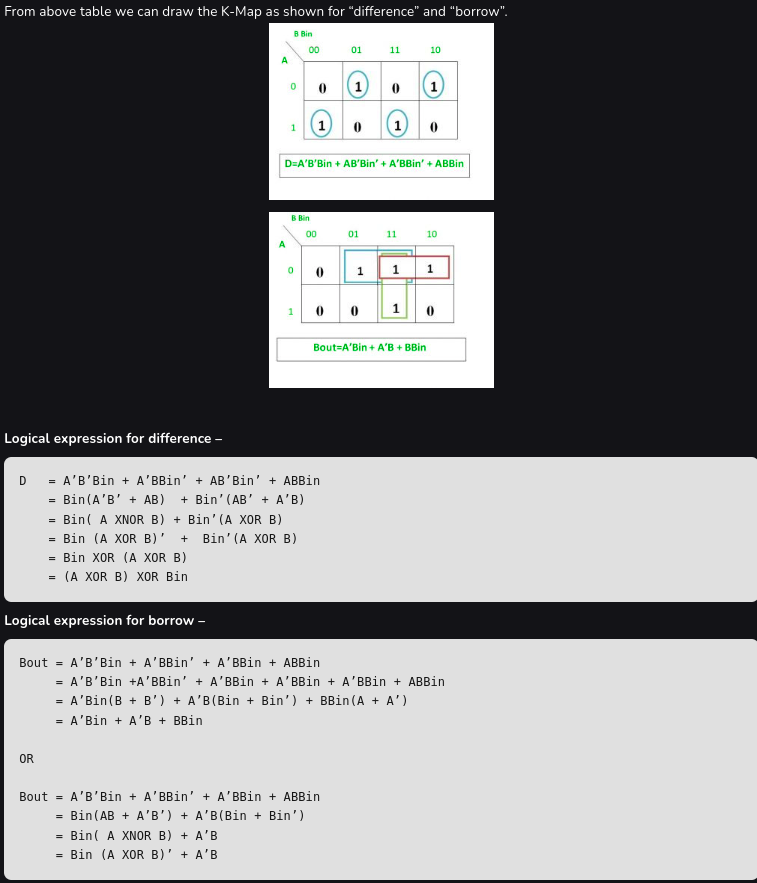 From above table we can draw the K-Map as shown for “difference” and “borrow”.
B Bin
00 01 11 10
A
0 0 1 0 1
1 1 0 1 0
D=A’B’Bin + AB’Bin’ + A’BBin’ + ABBin
B Bin
00 01 11 10
A
0 0 1 1 1
1 0 0 1 0
Bout=A’Bin + A’B + BBin
Logical expression for difference –
D = A’B’Bin + A’BBin’ + AB’Bin’ + ABBin
= Bin(A’B’ + AB) + Bin’(AB’ + A’B)
= Bin( A XNOR B) + Bin’(A XOR B)
= Bin (A XOR B)’ + Bin’(A XOR B)
= Bin XOR (A XOR B)
= (A XOR B) XOR Bin
Logical expression for borrow –
Bout = A’B’Bin + A’BBin’ + A’BBin + ABBin
= A’B’Bin +A’BBin’ + A’BBin + A’BBin + A’BBin + ABBin
= A’Bin(B + B’) + A’B(Bin + Bin’) + BBin(A + A’)
= A’Bin + A’B + BBin
OR
Bout = A’B’Bin + A’BBin’ + A’BBin + ABBin
= Bin(AB + A’B’) + A’B(Bin + Bin’)
= Bin( A XNOR B) + A’B
= Bin (A XOR B)’ + A’B